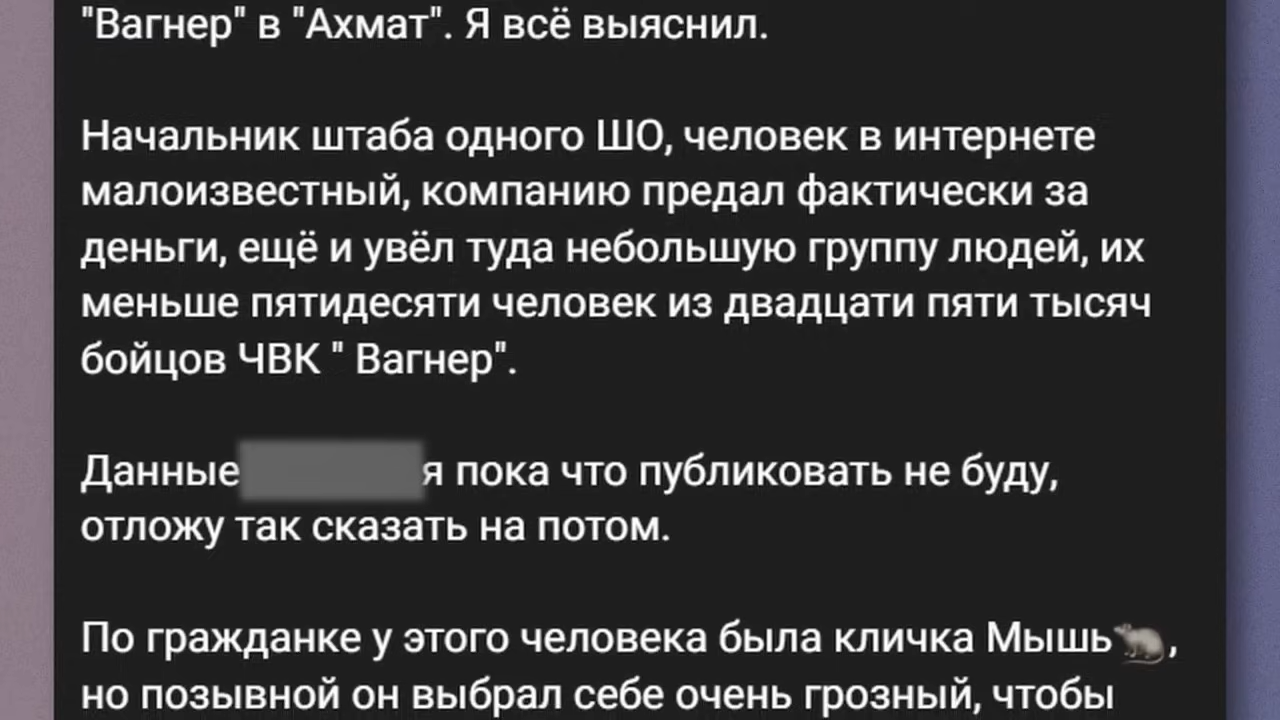 "Вагнер" в "Ахмат". Я всё выяснил.
Начальник штаба одного ШО, человек в интернете
малоизвестный, компанию предал фактически за
деньги, ещё и увёл туда небольшую группу людей, их
меньше пятидесяти человек из двадцати пяти тысяч
бойцов ЧВК " Вагнер".
Данные я пока что публиковать не буду,
отложу так сказать на потом.
По гражданке у этого человека была кличка Мышь🐀,
но позывной он выбрал себе очень грозный, чтобы